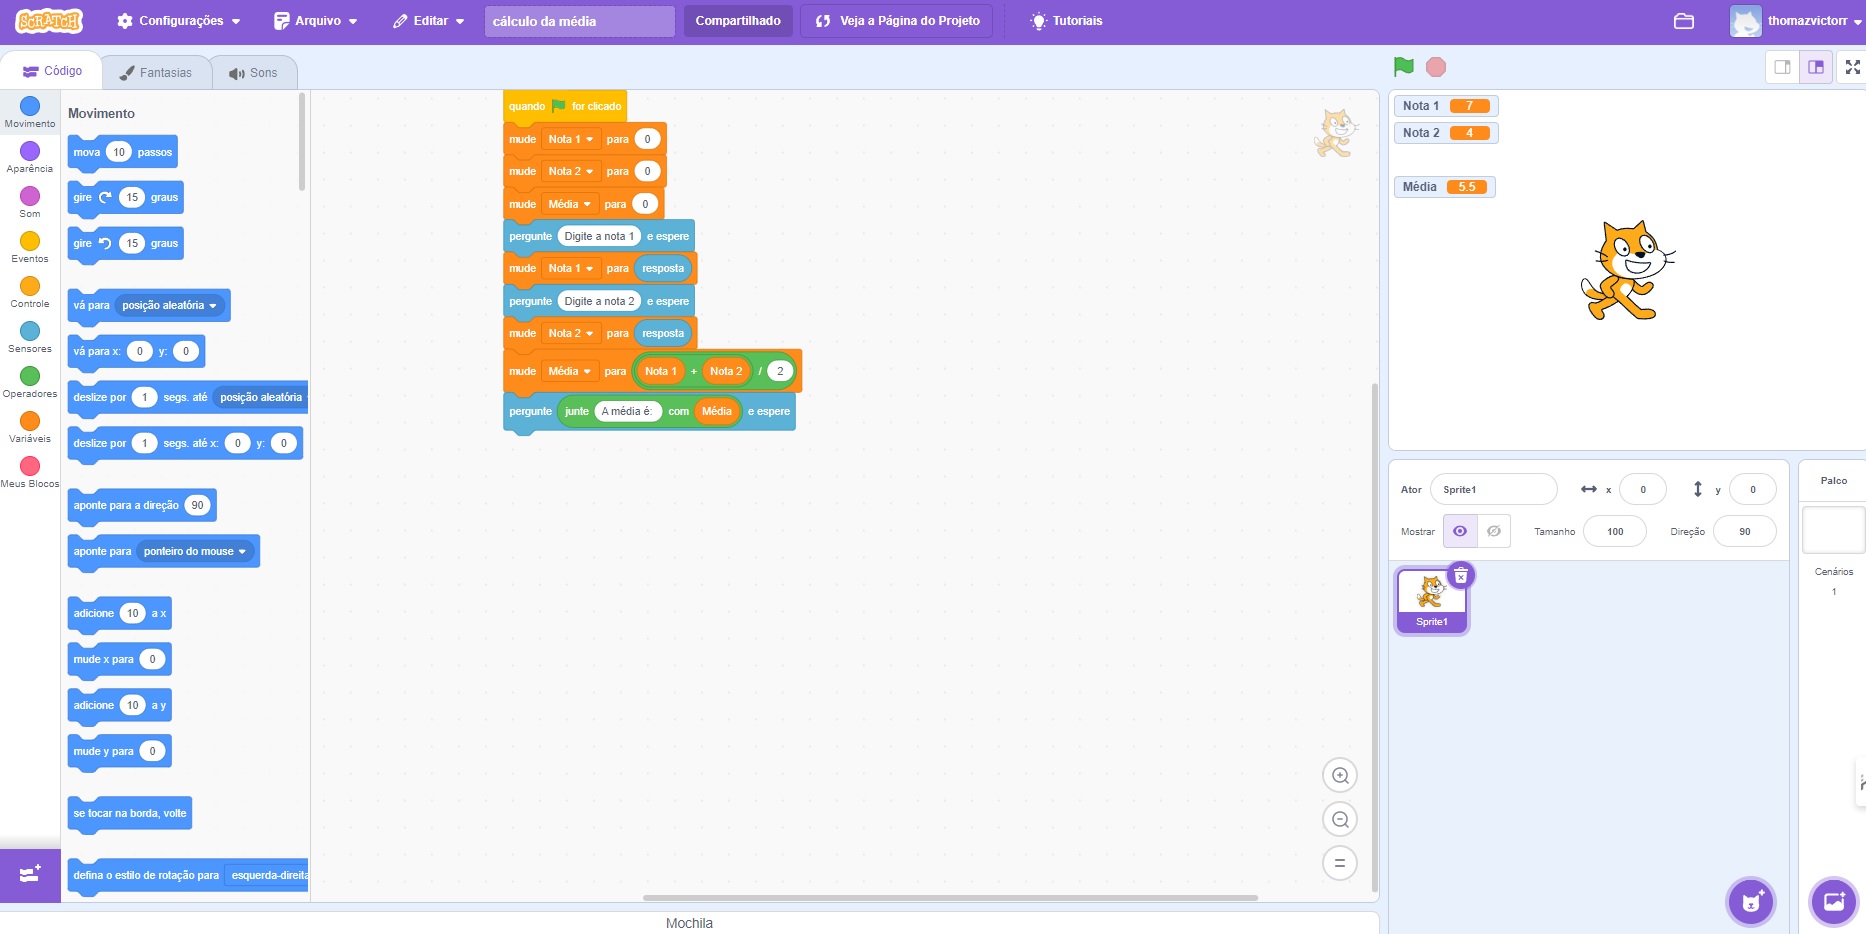 SCRATCH
Configurações
Arquivo
Editar
cálculo da média
Compartilhado
Veja a Página do Projeto
Tutoriais
thomazvictorr
Código
Fantasias
Sons
Movimento
Aparência
Som
Eventos
Controle
Sensores
Operadores
Variáveis
Meus Blocos
Movimento
mova 10 passos
gire 15 graus
gire 15 graus
vá para posição aleatória
vá para x: 0 y: 0
deslize por 1 segs. até posição aleatória
deslize por 1 segs. até x: 0 y: 0
aponte para a direção 90
aponte para ponteiro do mouse
adicione 10 a x
mude x para 0
adicione 10 a y
mude y para 0
se tocar na borda, volte
defina o estilo de rotação para esquerda-direita
quando for clicado
mude Nota 1 para 0
mude Nota 2 para 0
mude Média para 0
pergunte Digite a nota 1 e espere
mude Nota 1 para resposta
pergunte Digite a nota 2 e espere
mude Nota 2 para resposta
mude Média para Nota 1 + Nota 2 / 2
pergunte junte A média é: com Média e espere
Mochila
Nota 1 7
Nota 2 4
Média 5.5
Ator Sprite1 x 0 y 0
Mostrar Tamanho 100 Direção 90
Sprite1
Palco
Cenários
1